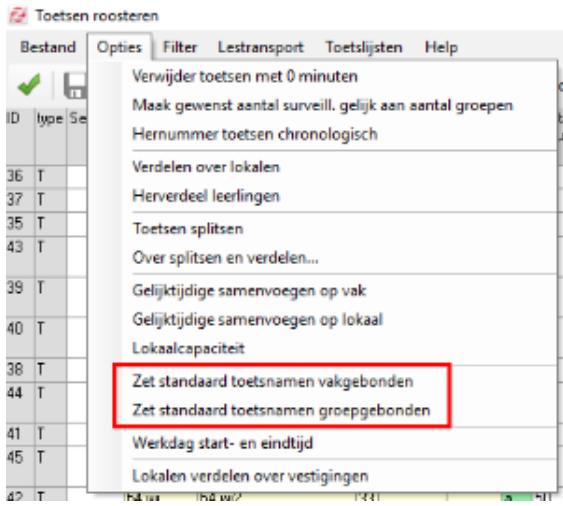 Toetsen roosteren
Bestand Opties Filter Lestransport Toetslijsten Help
Verwijder toetsen met 0 minuten
Maak gewenst aantal surveill. gelijk aan aantal groepen
Hernummer toetsen chronologisch
ID type Se
Verdelen over lokalen
36 T
Herverdeel leerlingen
37 T
Toetsen splitsen
35 T
43 T
Over splitsen en verdelen...
Gelijktijdige samenvoegen op vak
39 T
Gelijktijdige samenvoegen op lokaal
40 T
Lokaalcapaciteit
38 T
Zet standaard toetsnamen vakgebonden
44 T
Zet standaard toetsnamen groepgebonden
41 T
Werkdag start- en eindtijd
45 T
Lokalen verdelen over vestigingen
42 T